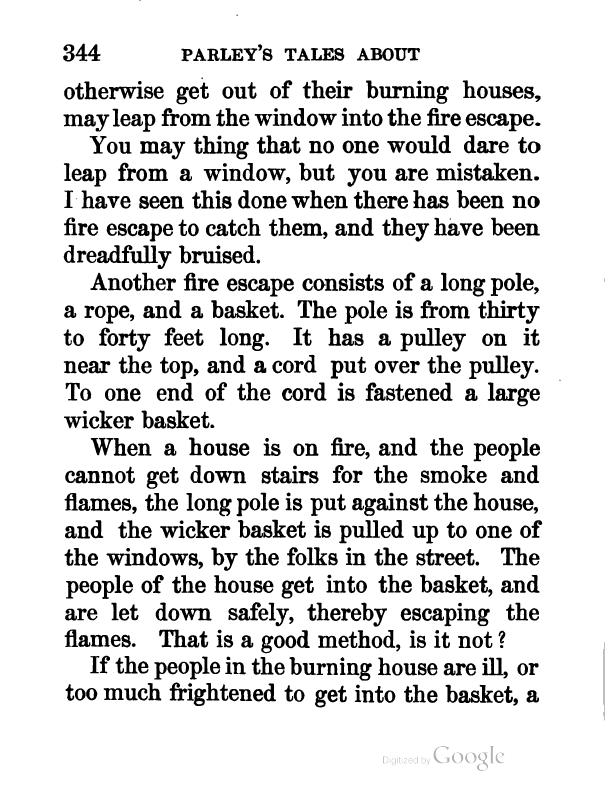 344 PARLEY'S TALES ABOUT
otherwise get out of their burning houses,
may leap from the window into the fire escape.
You may thing that no one would dare to
leap from a window, but you are mistaken.
I have seen this done when there has been no
fire escape to catch them, and they have been
dreadfully bruised.
Another fire escape consists of a long pole,
a rope, and a basket. The pole is from thirty
to forty feet long. It has a pulley on it
near the top, and a cord put over the pulley.
To one end of the cord is fastened a large
wicker basket.
When a house is on fire, and the people
cannot get down stairs for the smoke and
flames, the long pole is put against the house,
and the wicker basket is pulled up to one of
the windows, by the folks in the street. The
people of the house get into the basket, and
are let down safely, thereby escaping the
flames. That is a good method, is it not?
If the people in the burning house are ill, or
too much frightened to get into the basket, a
Digitized by Google